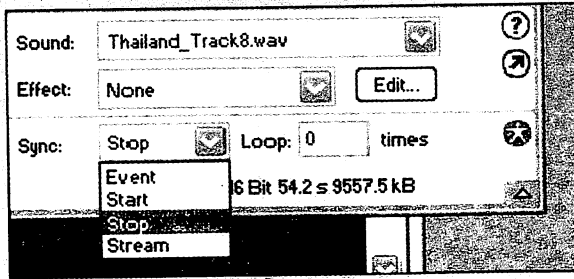 Sound: Thailand_Track8.wav
Effect: None Edit...
Sync: Stop Loop: 0 times
Event
6 Bit 54.2 s 9557.5 kB
Start
Stop
Stream